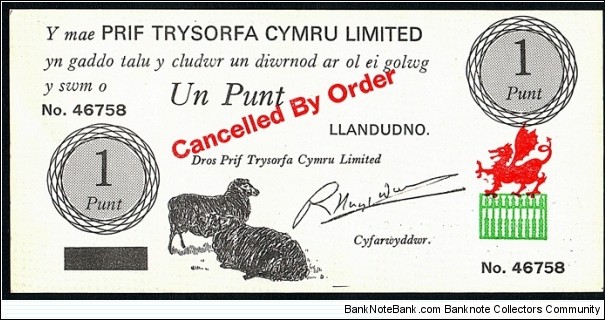 Y mae PRIF TRYSORFA CYMRU LIMITED
yn gaddo talu y cludwr un diwrnod ar ol ei golwg
y swm o
Un Punt
No. 46758
Cancelled By Order
1
Punt
LLANDUDNO.
Dros Prif Trysorfa Cymru Limited
1
Punt
Cyfarwyddwr.
No. 46758
BankNoteBank.com Banknote Collectors Community